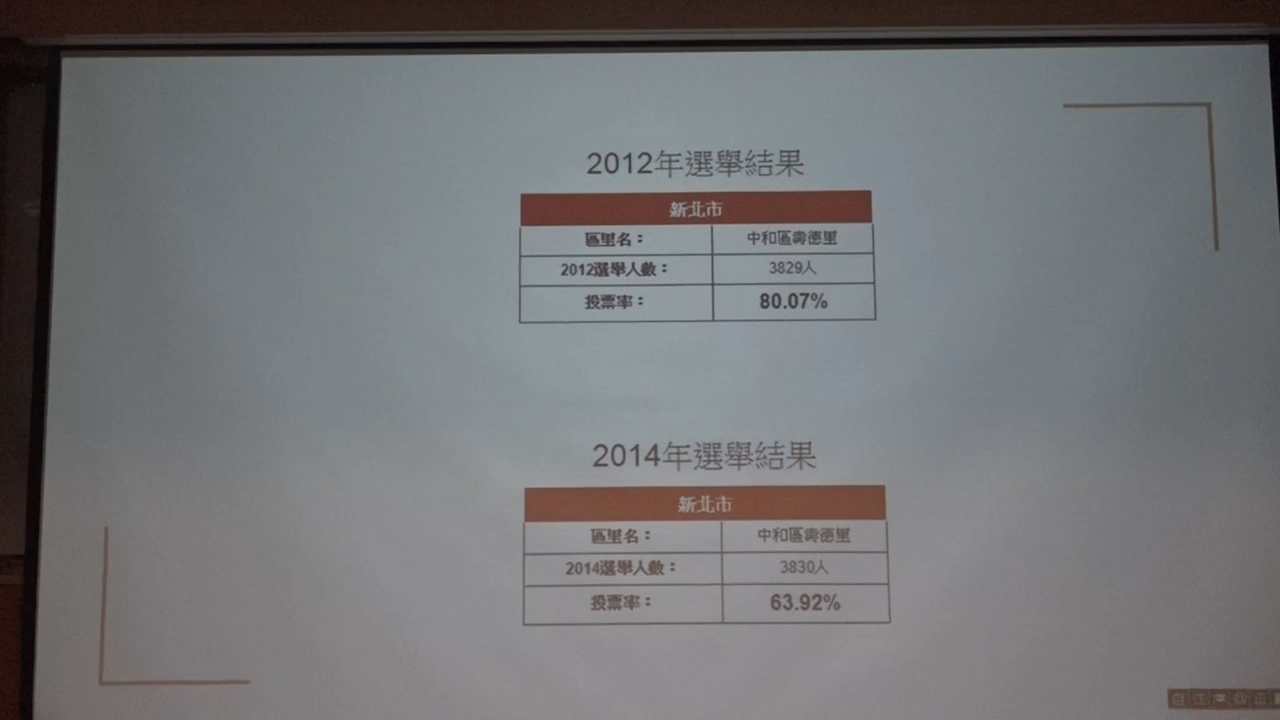 2012年選舉結果
新北市
區里名： 中和區壽德里
2012選舉人數： 3829人
投票率： 80.07%
2014年選舉結果
新北市
區里名： 中和區壽德里
2014選舉人數： 3830人
投票率： 63.92%